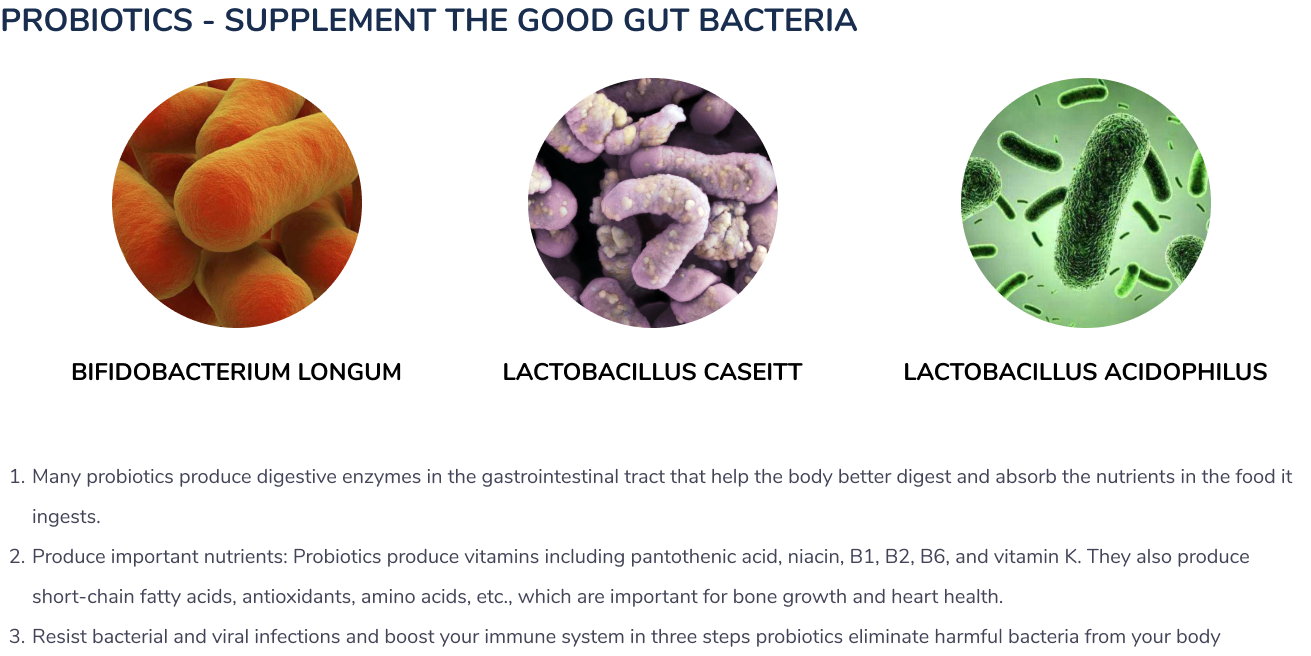 PROBIOTICS - SUPPLEMENT THE GOOD GUT BACTERIA
BIFIDOBACTERIUM LONGUM
LACTOBACILLUS CASEITT
LACTOBACILLUS ACIDOPHILUS
1. Many probiotics produce digestive enzymes in the gastrointestinal tract that help the body better digest and absorb the nutrients in the food it
ingests.
2. Produce important nutrients: Probiotics produce vitamins including pantothenic acid, niacin, B1, B2, B6, and vitamin K. They also produce
short-chain fatty acids, antioxidants, amino acids, etc., which are important for bone growth and heart health.
3. Resist bacterial and viral infections and boost your immune system in three steps probiotics eliminate harmful bacteria from your body